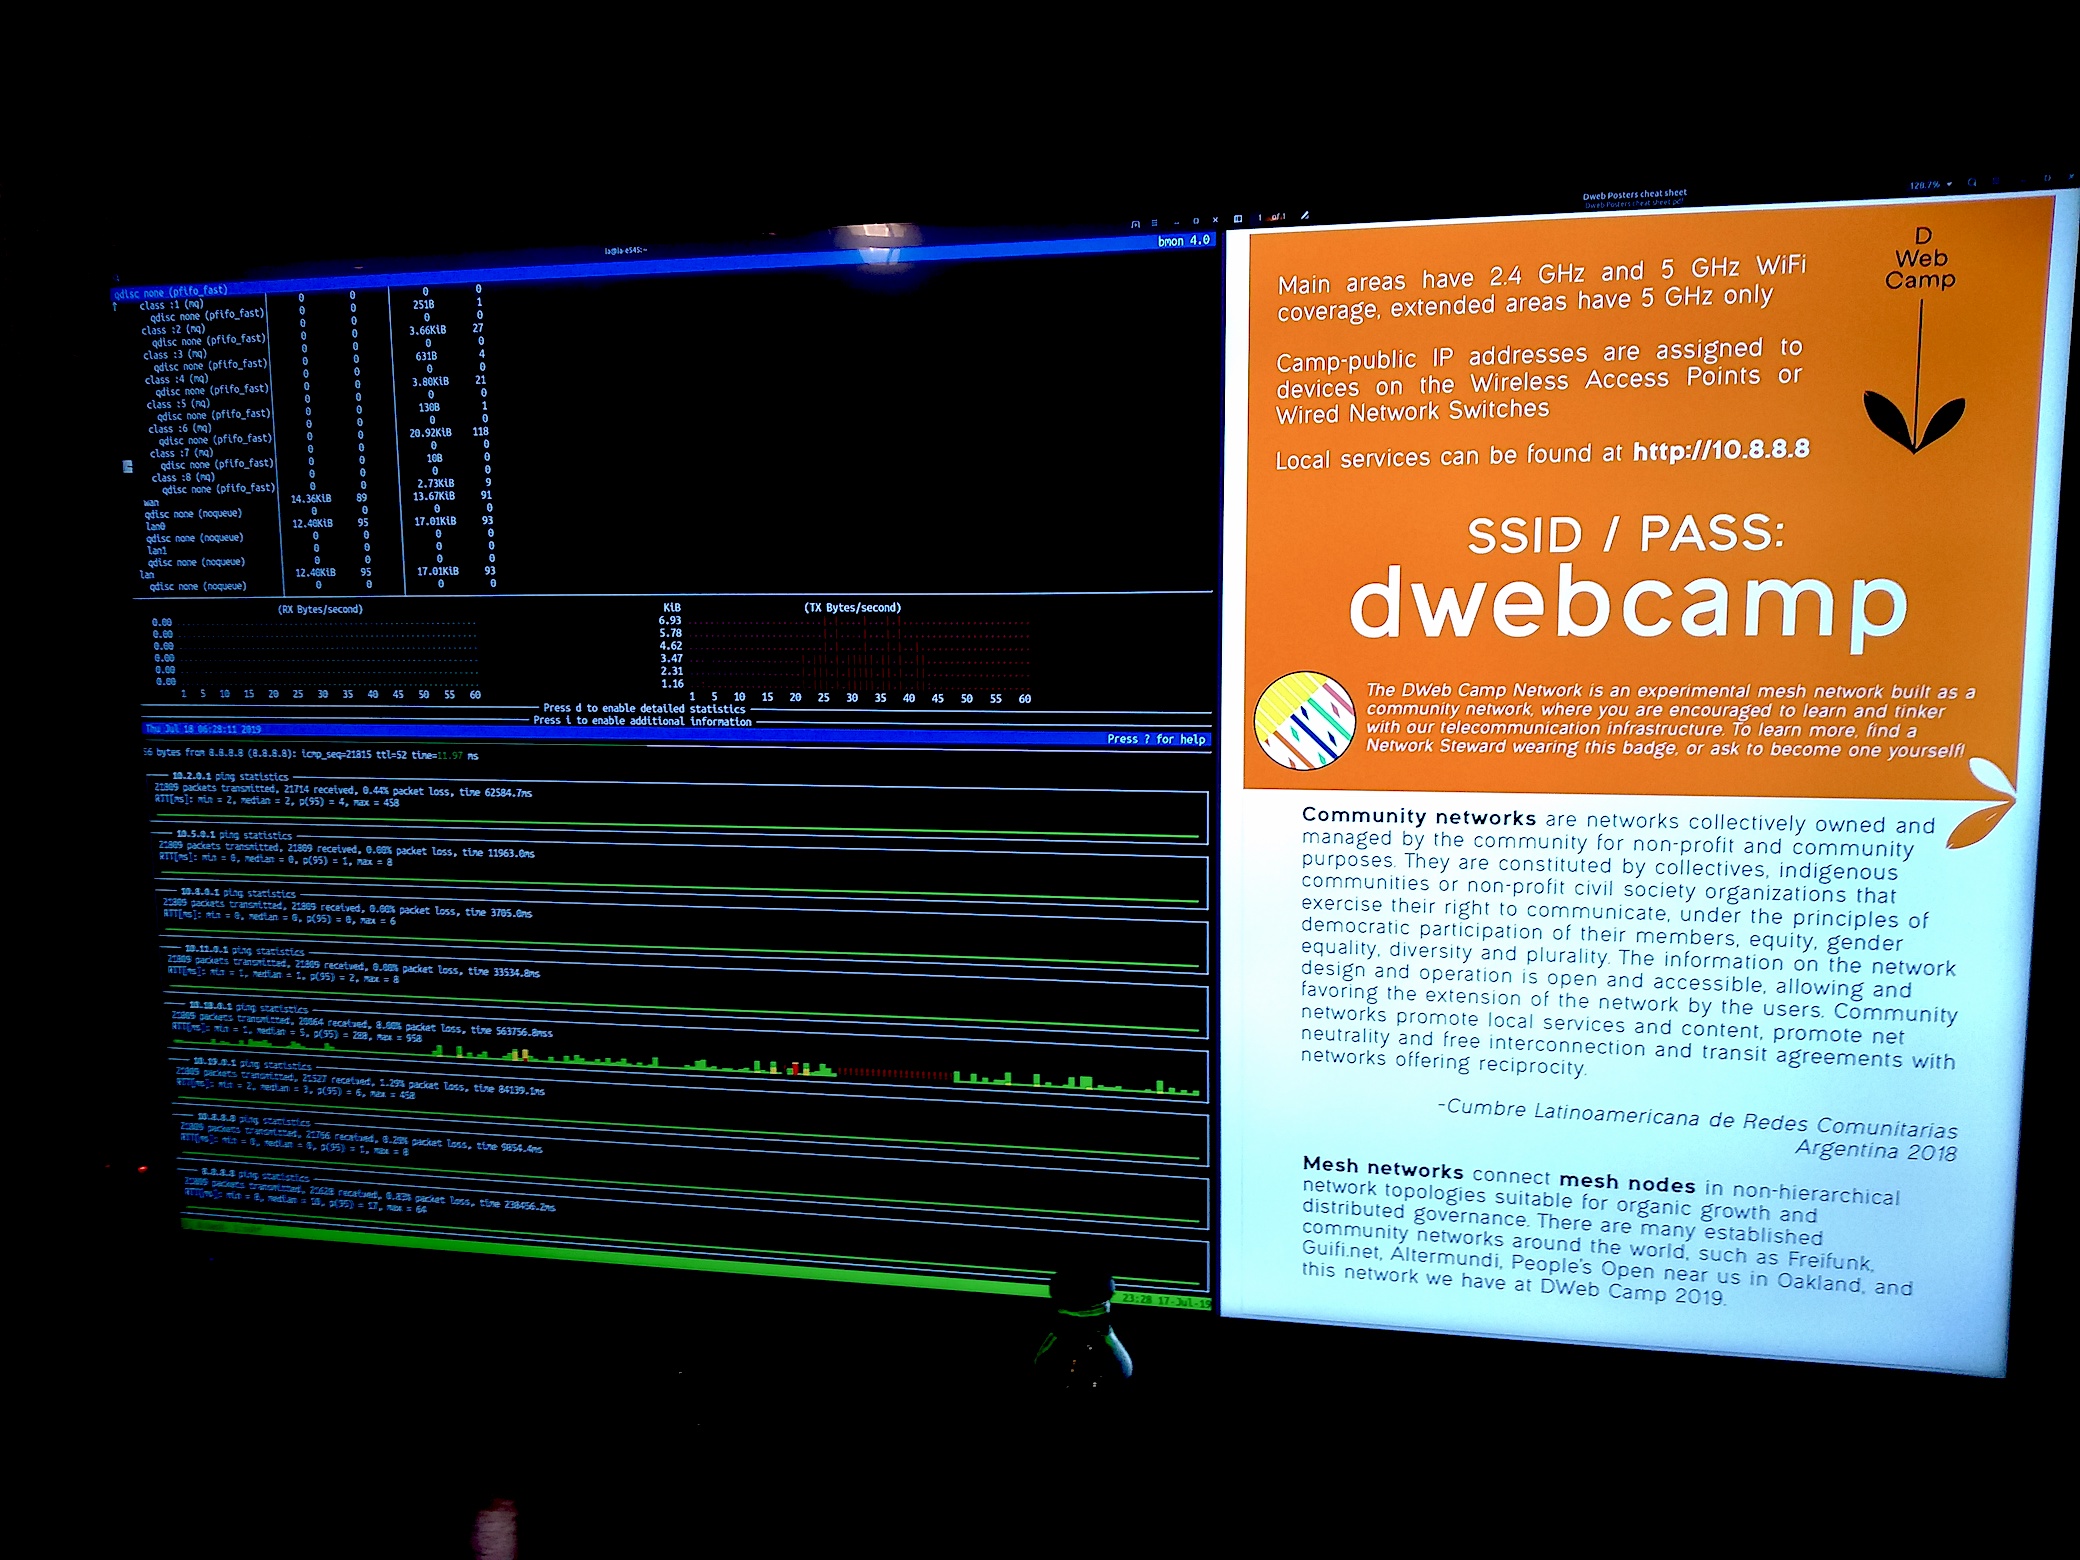 la@la-e545:~
bmon 4.0
qdisc none (pfifo_fast) 0 0 0 0
class :1 (mq) 0 0 251B 1
qdisc none (pfifo_fast) 0 0 0 0
class :2 (mq) 0 0 3.66KiB 27
qdisc none (pfifo_fast) 0 0 0 0
class :3 (mq) 0 0 631B 4
qdisc none (pfifo_fast) 0 0 0 0
class :4 (mq) 0 0 3.80KiB 21
qdisc none (pfifo_fast) 0 0 0 0
class :5 (mq) 0 0 130B 1
qdisc none (pfifo_fast) 0 0 0 0
class :6 (mq) 0 0 20.92KiB 118
qdisc none (pfifo_fast) 0 0 0 0
class :7 (mq) 0 0 10B 0
qdisc none (pfifo_fast) 0 0 0 0
class :8 (mq) 0 0 2.73KiB 9
qdisc none (pfifo_fast)
wan 14.36KiB 89 13.67KiB 91
qdisc none (noqueue) 0 0 0 0
lan0 12.40KiB 95 17.01KiB 93
qdisc none (noqueue) 0 0 0 0
lan1 0 0 0 0
qdisc none (noqueue) 0 0 0 0
lan 12.40KiB 95 17.01KiB 93
qdisc none (noqueue) 0 0 0 0
(RX Bytes/second) KiB (TX Bytes/second)
0.00 6.93
0.00 5.78
0.00 4.62
0.00 3.47
0.00 2.31
0.00 1.16
1 5 10 15 20 25 30 35 40 45 50 55 60 1 5 10 15 20 25 30 35 40 45 50 55 60
Press d to enable detailed statistics
Press i to enable additional information
Thu Jul 18 06:28:11 2019 Press ? for help
56 bytes from 8.8.8.8 (8.8.8.8): icmp_seq=21815 ttl=52 time=11.97 ms
10.2.0.1 ping statistics
21809 packets transmitted, 21714 received, 0.44% packet loss, time 62584.7ms
RTT[ms]: min = 2, median = 2, p(95) = 4, max = 458
10.5.0.1 ping statistics
21809 packets transmitted, 21809 received, 0.00% packet loss, time 11963.0ms
RTT[ms]: min = 0, median = 0, p(95) = 1, max = 8
10.8.0.1 ping statistics
21809 packets transmitted, 21809 received, 0.00% packet loss, time 3705.0ms
RTT[ms]: min = 0, median = 0, p(95) = 0, max = 6
10.11.0.1 ping statistics
21809 packets transmitted, 21809 received, 0.00% packet loss, time 33534.8ms
RTT[ms]: min = 1, median = 1, p(95) = 2, max = 8
ping statistics
21809 packets transmitted, 20064 received, 8.00% packet loss, time 563756.8mss
RTT[ms]: min = 1, median = 5, p(95) = 288, max = 958
10.19.0.1 ping statistics
21809 packets transmitted, 21527 received, 1.29% packet loss, time 84139.1ms
RTT[ms]: min = 2, median = 3, p(95) = 6, max = 458
10.8.8.8 ping statistics
21809 packets transmitted, 21766 received, 0.20% packet loss, time 9854.4ms
RTT[ms]: min = 0, median = 0, p(95) = 1, max = 8
8.8.8.8 ping statistics
21809 packets transmitted, 21628 received, 0.83% packet loss, time 238456.2ms
RTT[ms]: min = 8, median = 10, p(95) = 17, max = 64
23:28 17-Jul-19
Dweb Posters cheat sheet
Dweb Posters cheat sheet.pdf
128.7%
1 of 1
D
Web
Camp
Main areas have 2.4 GHz and 5 GHz WiFi
coverage, extended areas have 5 GHz only
Camp-public IP addresses are assigned to
devices on the Wireless Access Points or
Wired Network Switches
Local services can be found at http://10.8.8.8
SSID / PASS:
dwebcamp
The DWeb Camp Network is an experimental mesh network built as a
community network, where you are encouraged to learn and tinker
with our telecommunication infrastructure. To learn more, find a
Network Steward wearing this badge, or ask to become one yourself!
Community networks are networks collectively owned and
managed by the community for non-profit and community
purposes. They are constituted by collectives, indigenous
communities or non-profit civil society organizations that
exercise their right to communicate, under the principles of
democratic participation of their members, equity, gender
equality, diversity and plurality. The information on the network
design and operation is open and accessible, allowing and
favoring the extension of the network by the users. Community
networks promote local services and content, promote net
neutrality and free interconnection and transit agreements with
networks offering reciprocity.
-Cumbre Latinoamericana de Redes Comunitarias
Argentina 2018
Mesh networks connect mesh nodes in non-hierarchical
network topologies suitable for organic growth and
distributed governance. There are many established
community networks around the world, such as Freifunk,
Guifi.net, Altermundi, People's Open near us in Oakland, and
this network we have at DWeb Camp 2019.